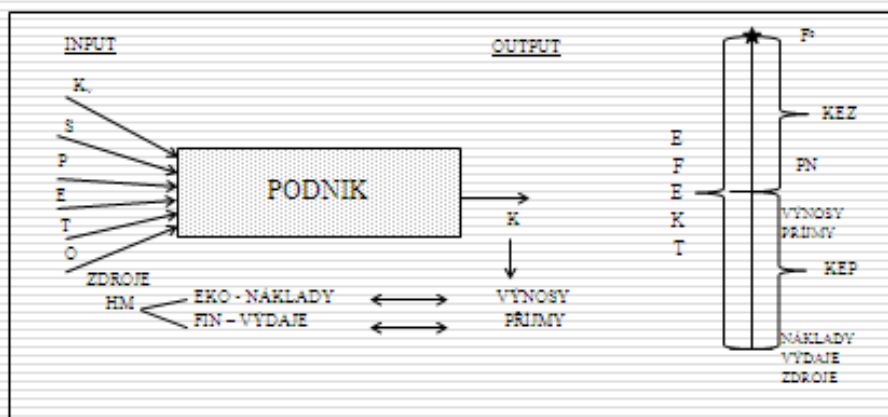 INPUT
OUTPUT
K,
S
P
E
T
O
PODNIK
K
ZDROJE
HM
EKO - NÁKLADY
FIN – VÝDAJE
VÝNOSY
PŘÍJMY
E
F
E
K
T
KEZ
PN
VÝNOSY
PŘÍJMY
KEP
NÁKLADY
VÝDAJE
ZDROJE